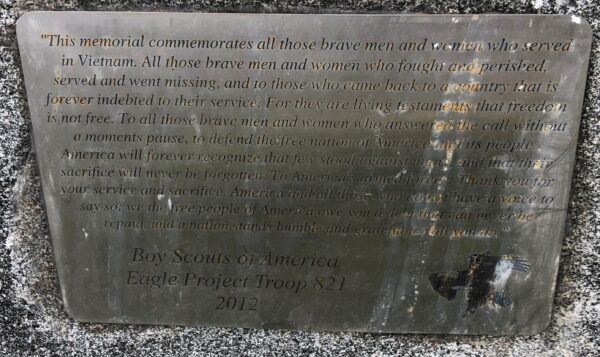 "This memorial commemorates all those brave men and women who served
in Vietnam. All those brave men and women who fought and perished,
served and went missing, and to those who came back to a country that is
forever indebted to their service. For they are living testaments that freedom
is not free. To all those brave men and women who answered the call without
a moments pause, to defend the free nation of America and its people.
America will forever recognize that few stood against many and that their
sacrifice will never be forgotten. To America's armed forces, Thank you for
your service and sacrifice. America and all those who do not have a voice to
say so, we the free people of America owe you a debt that can never be
repaid, and a nation stands humble and grateful for all you do."
Boy Scouts of America
Eagle Project Troop 821
2012